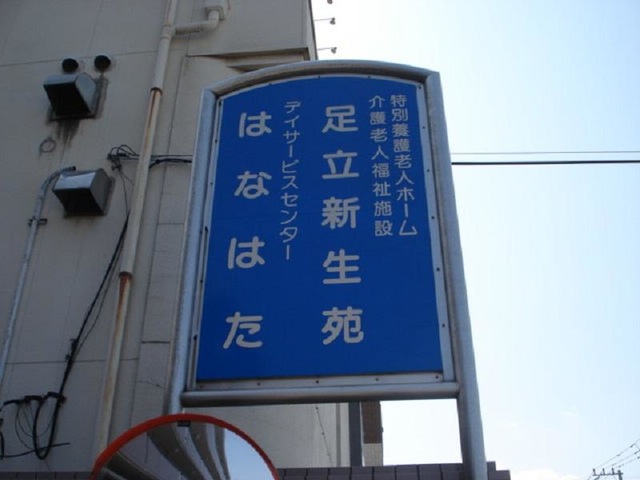 特別養護老人ホーム
介護老人福祉施設
足立新生苑
デイサービスセンター
はなはた